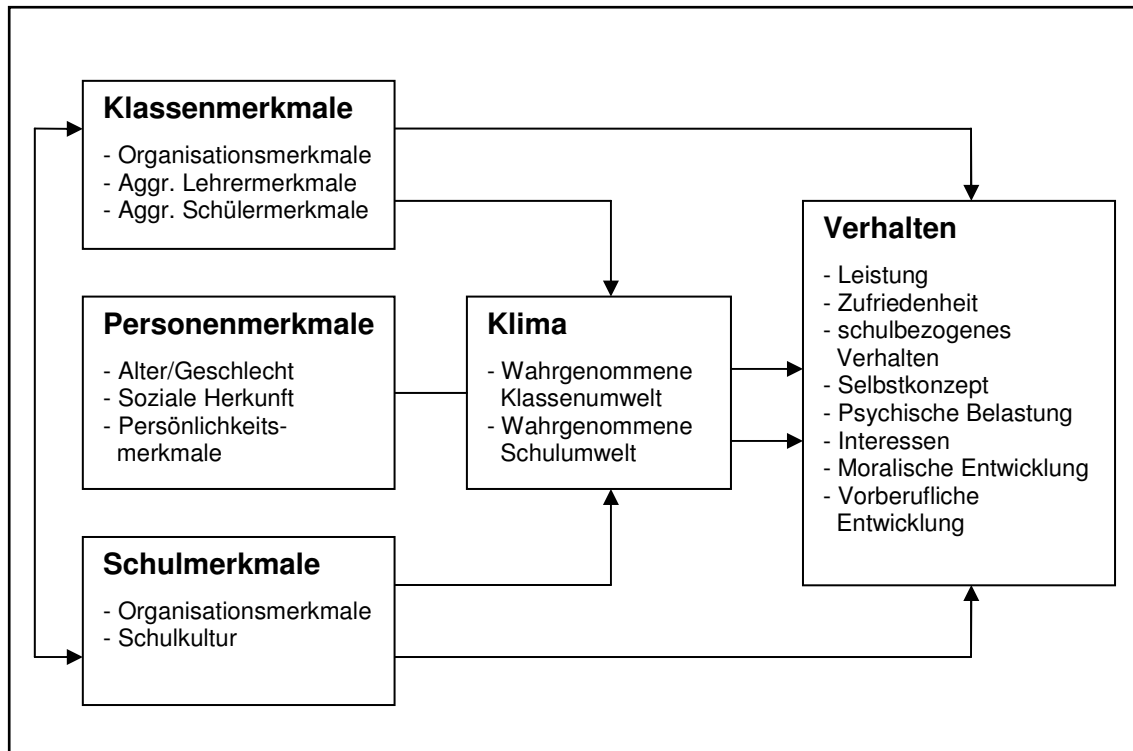 Klassenmerkmale
- Organisationsmerkmale
- Aggr. Lehrermerkmale
- Aggr. Schülermerkmale
Personenmerkmale
- Alter/Geschlecht
- Soziale Herkunft
- Persönlichkeits-
merkmale
Schulmerkmale
- Organisationsmerkmale
- Schulkultur
Klima
- Wahrgenommene
Klassenumwelt
- Wahrgenommene
Schulumwelt
Verhalten
- Leistung
- Zufriedenheit
- schulbezogenes
Verhalten
- Selbstkonzept
- Psychische Belastung
- Interessen
- Moralische Entwicklung
- Vorberufliche
Entwicklung